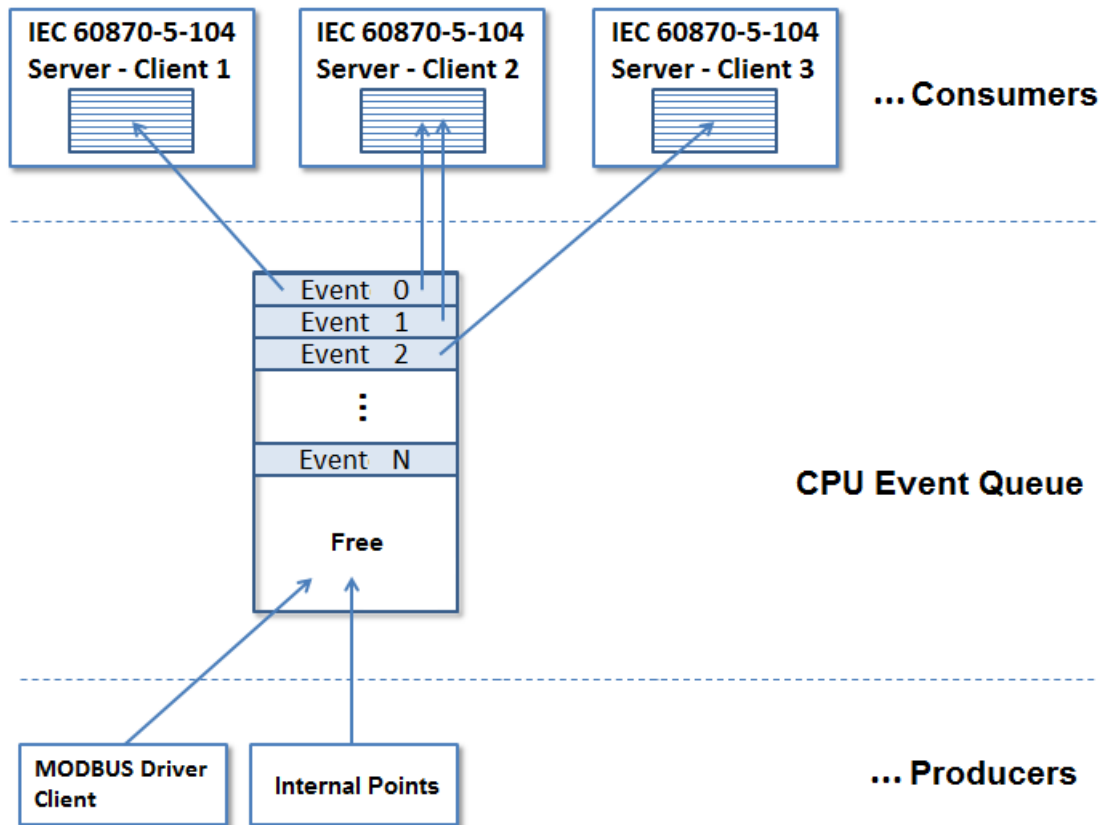 IEC 60870-5-104
Server - Client 1
IEC 60870-5-104
Server - Client 2
IEC 60870-5-104
Server - Client 3
... Consumers
Event 0
Event 1
Event 2
⋮
Event N
CPU Event Queue
Free
MODBUS Driver
Client
Internal Points
... Producers